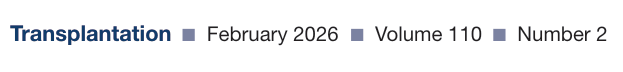 Transplantation ■ February 2026 ■ Volume 110 ■ Number 2